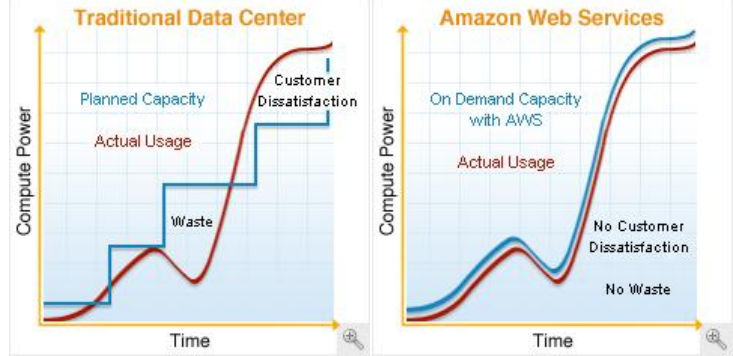 Traditional Data Center
Compute Power
Planned Capacity
Actual Usage
Customer
Dissatisfaction
Waste
Time
Amazon Web Services
Compute Power
On Demand Capacity
with AWS
Actual Usage
No Customer
Dissatisfaction
No Waste
Time